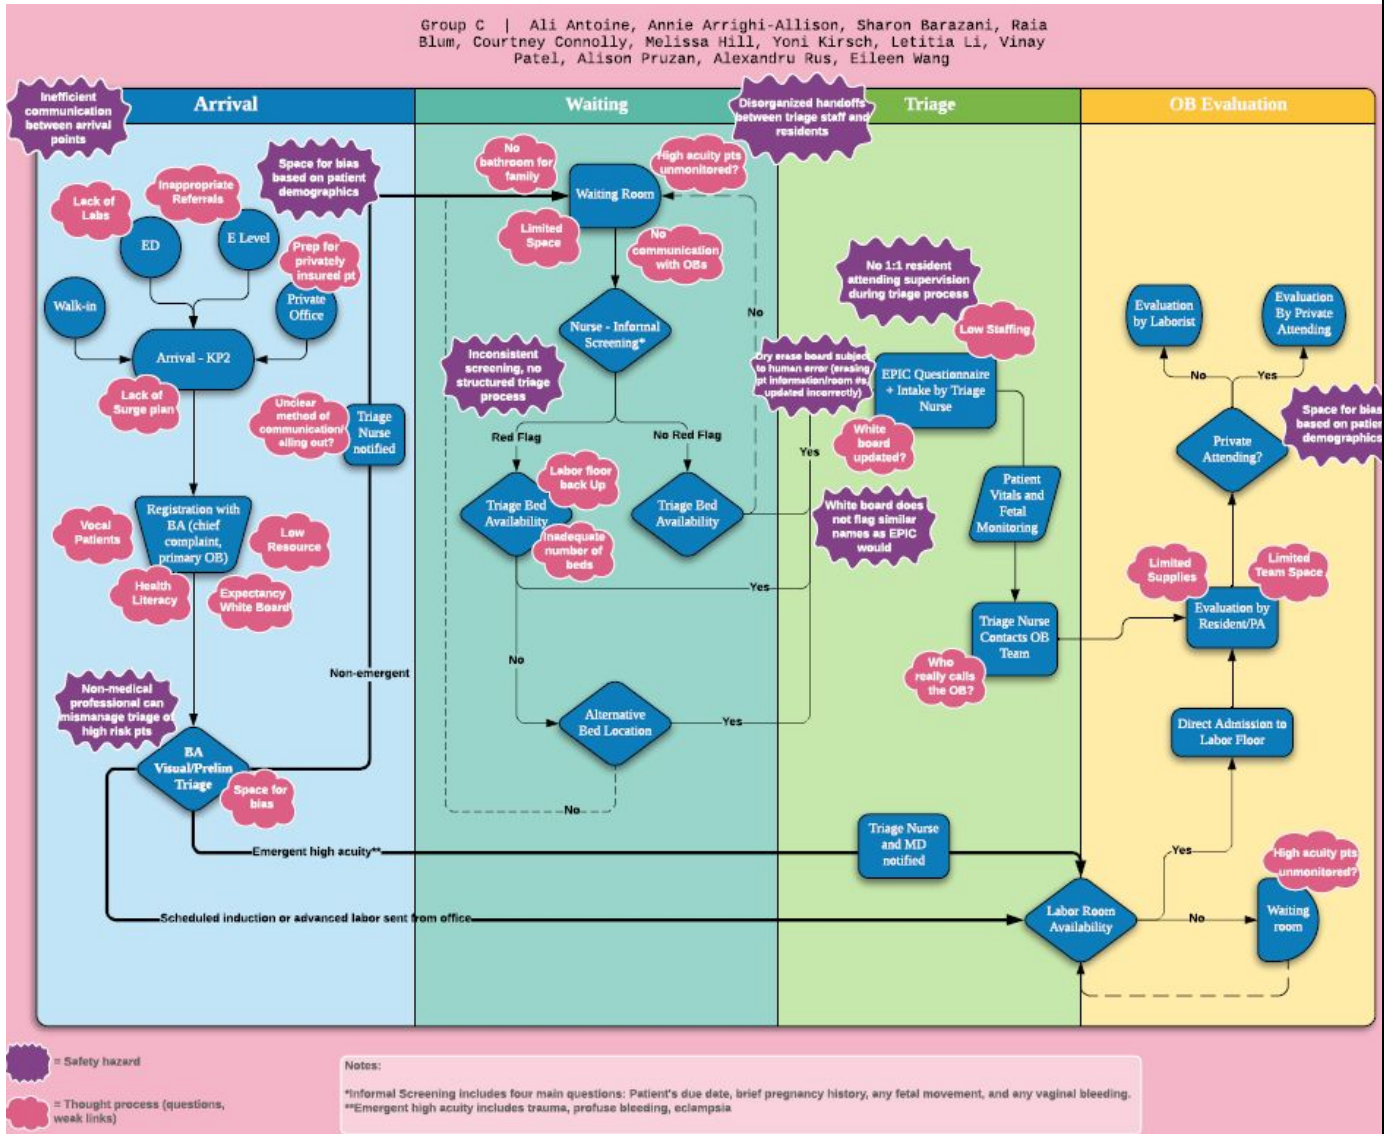 Group C | Ali Antoine, Annie Arrighi-Allison, Sharon Barazani, Raia
Blum, Courtney Connolly, Melissa Hill, Yoni Kirsch, Letitia Li, Vinay
Patel, Alison Pruzan, Alexandru Rus, Eileen Wang
Arrival
Waiting
Triage
OB Evaluation
Inefficient
communication
between arrival
points
Space for bias
based on patient
demographics
Lack of
Labs
Inappropriate
Referrals
ED
E Level
Prep for
privately
insured pt
Walk-in
Private
Office
Arrival - KP2
Lack of
Surge plan
Unclear
method of
communication/
alling out?
Triage
Nurse
notified
Registration with
BA (chief
complaint,
primary OB)
Vocal
Patients
Low
Resource
Health
Literacy
Expectancy
White Board
Non-medical
professional can
mismanage triage of
high risk pts
BA
Visual/Prelim
Triage
Space for
bias
Non-emergent
Emergent high acuity**
Scheduled induction or advanced labor sent from office
No
bathroom for
family
High acuity pts
unmonitored?
Waiting Room
Limited
Space
No
communication
with OBs
Nurse - Informal
Screening*
Inconsistent
screening, no
structured triage
process
No
Red Flag
No Red Flag
Labor floor
back Up
Triage Bed
Availability
Triage Bed
Availability
Inadequate
number of
beds
Yes
No
Alternative
Bed Location
Yes
No
Disorganized handoffs
between triage staff and
residents
No 1:1 resident
attending supervision
during triage process
Low Staffing
Dry erase board subject
to human error (erasing
pt information/room #s,
updated incorrectly)
EPIC Questionnaire
+ Intake by Triage
Nurse
White
board
updated?
Yes
Patient
Vitals and
Fetal
Monitoring
White board does
not flag similar
names as EPIC
would
Triage Nurse
Contacts OB
Team
Who
really calls
the OB?
Triage Nurse
and MD
notified
Labor Room
Availability
Evaluation
by Laborist
Evaluation
By Private
Attending
No
Yes
Private
Attending?
Space for bias
based on patien
demographics
Limited
Supplies
Limited
Team Space
Evaluation by
Resident/PA
Direct Admission to
Labor Floor
Yes
No
High acuity pts
unmonitored?
Waiting
room
= Safety hazard
= Thought process (questions,
weak links)
Notes:
*Informal Screening includes four main questions: Patient's due date, brief pregnancy history, any fetal movement, and any vaginal bleeding.
**Emergent high acuity includes trauma, profuse bleeding, eclampsia